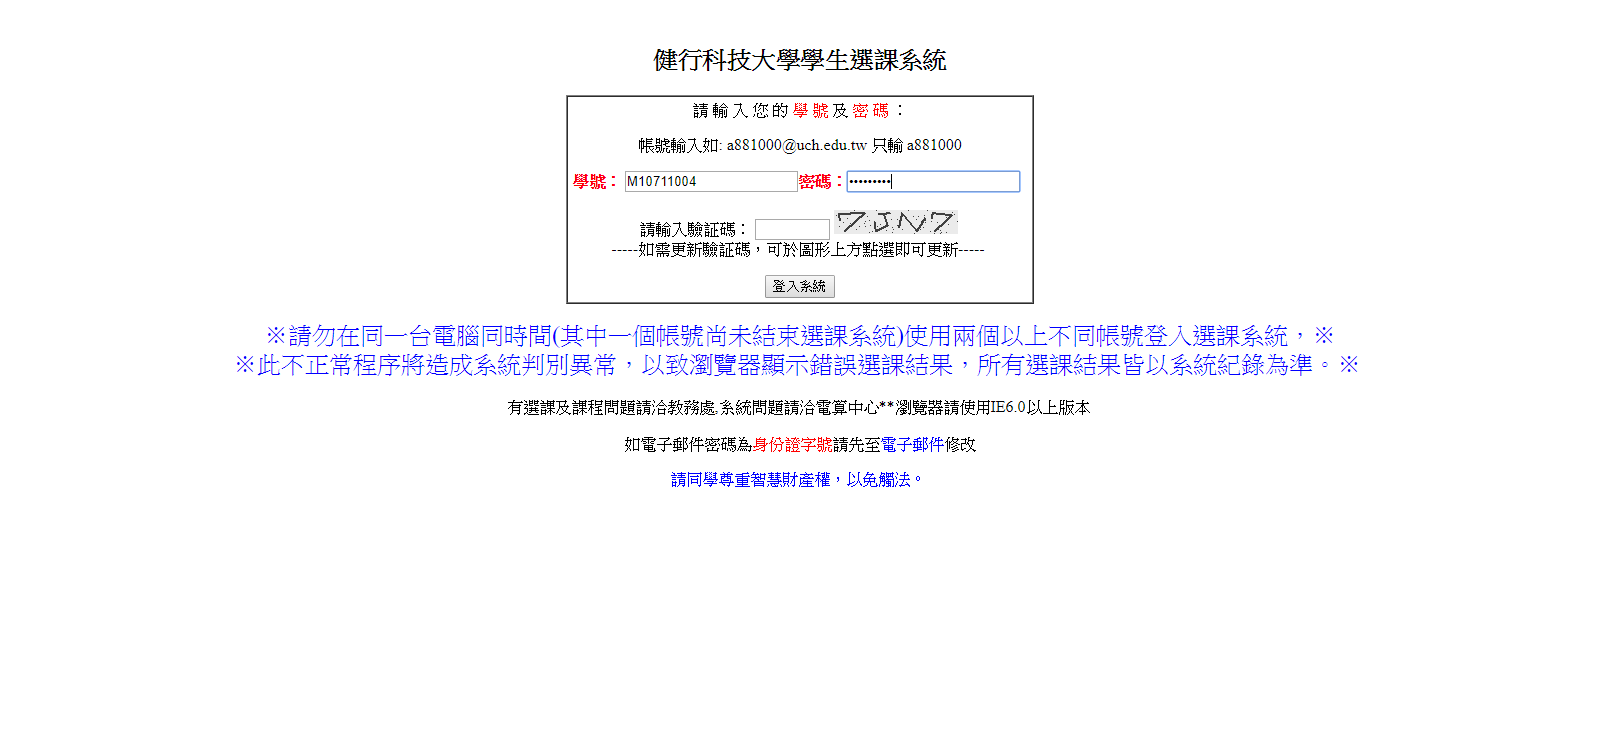 健行科技大學學生選課系統
請 輸 入 您 的 學 號 及 密 碼 ：
帳號輸入如: a881000@uch.edu.tw 只輸 a881000
學號： M10711004 密碼：•••••••••
請輸入驗証碼： 7JN7
-----如需更新驗証碼，可於圖形上方點選即可更新-----
登入系統
※請勿在同一台電腦同時間(其中一個帳號尚未結束選課系統)使用兩個以上不同帳號登入選課系統，※
※此不正常程序將造成系統判別異常，以致瀏覽器顯示錯誤選課結果，所有選課結果皆以系統紀錄為準。※
有選課及課程問題請洽教務處,系統問題請洽電算中心**瀏覽器請使用IE6.0以上版本
如電子郵件密碼為身份證字號請先至電子郵件修改
請同學尊重智慧財產權，以免觸法。